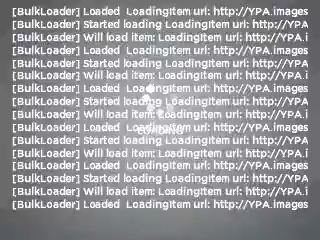 [BulkLoader] Loaded LoadingItem url: http://YPA.images
[BulkLoader] Started loading LoadingItem url: http://YPA
[BulkLoader] Will load item: LoadingItem url: http://YPA.i
[BulkLoader] Loaded LoadingItem url: http://YPA.images
[BulkLoader] Started loading LoadingItem url: http://YPA
[BulkLoader] Will load item: LoadingItem url: http://YPA.i
[BulkLoader] Loaded LoadingItem url: http://YPA.images
[BulkLoader] Started loading LoadingItem url: http://YPA
[BulkLoader] Will load item: LoadingItem url: http://YPA.i
[BulkLoader] Loaded LoadingItem url: http://YPA.images
[BulkLoader] Started loading LoadingItem url: http://YPA
[BulkLoader] Will load item: LoadingItem url: http://YPA.i
[BulkLoader] Loaded LoadingItem url: http://YPA.images
[BulkLoader] Started loading LoadingItem url: http://YPA
[BulkLoader] Will load item: LoadingItem url: http://YPA.i
[BulkLoader] Loaded LoadingItem url: http://YPA.images